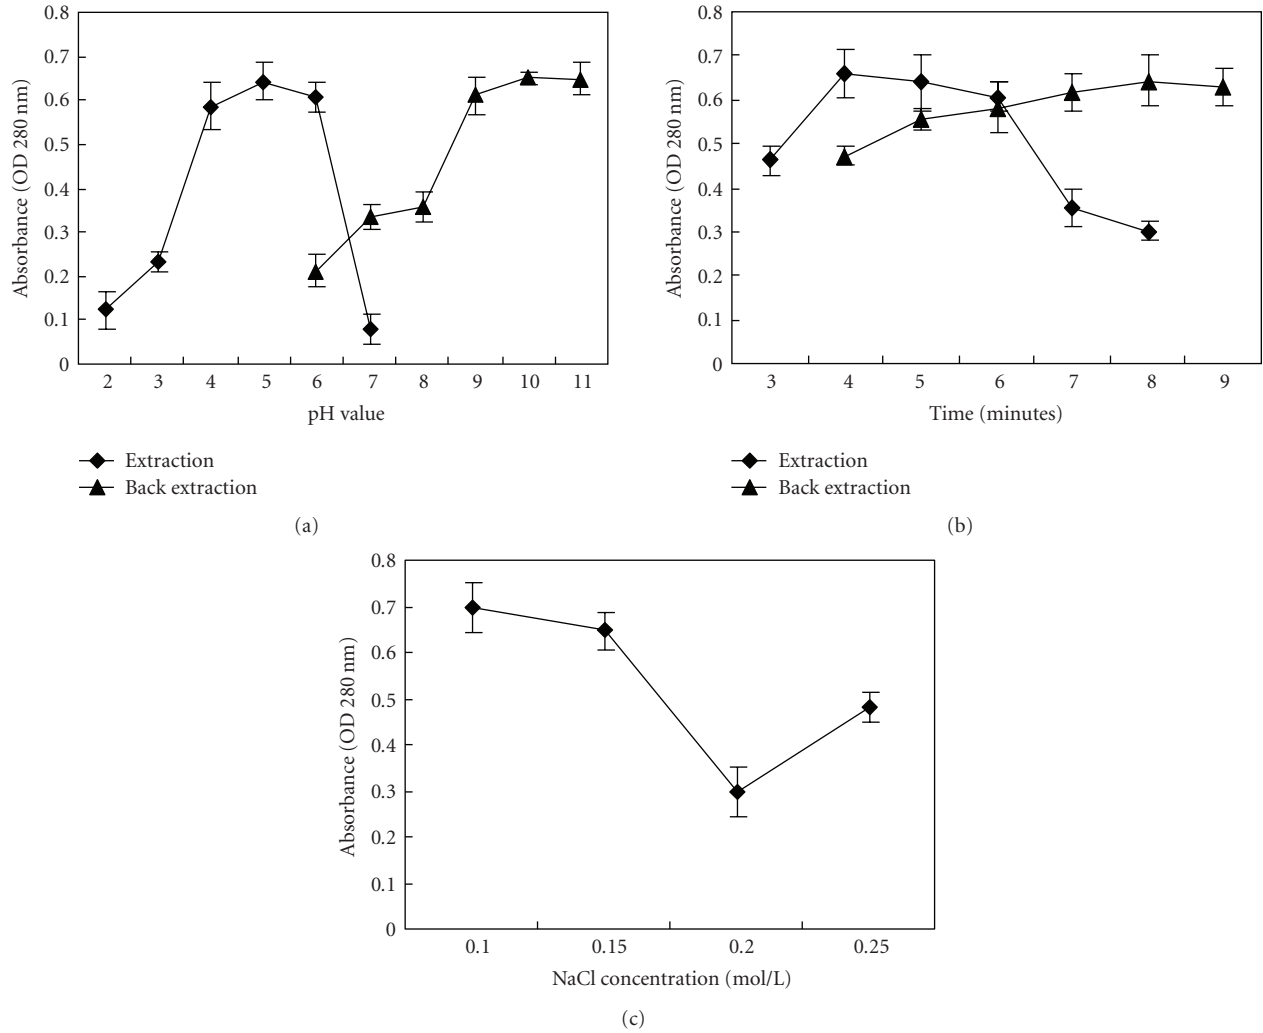 0.8
0.7
0.6
0.5
0.4
0.3
0.2
0.1
0
Absorbance (OD 280 nm)
2 3 4 5 6 7 8 9 10 11
pH value
Extraction
Back extraction
(a)
0.8
0.7
0.6
0.5
0.4
0.3
0.2
0.1
0
Absorbance (OD 280 nm)
3 4 5 6 7 8 9
Time (minutes)
Extraction
Back extraction
(b)
0.8
0.7
0.6
0.5
0.4
0.3
0.2
0.1
0
Absorbance (OD 280 nm)
0.1 0.15 0.2 0.25
NaCl concentration (mol/L)
(c)